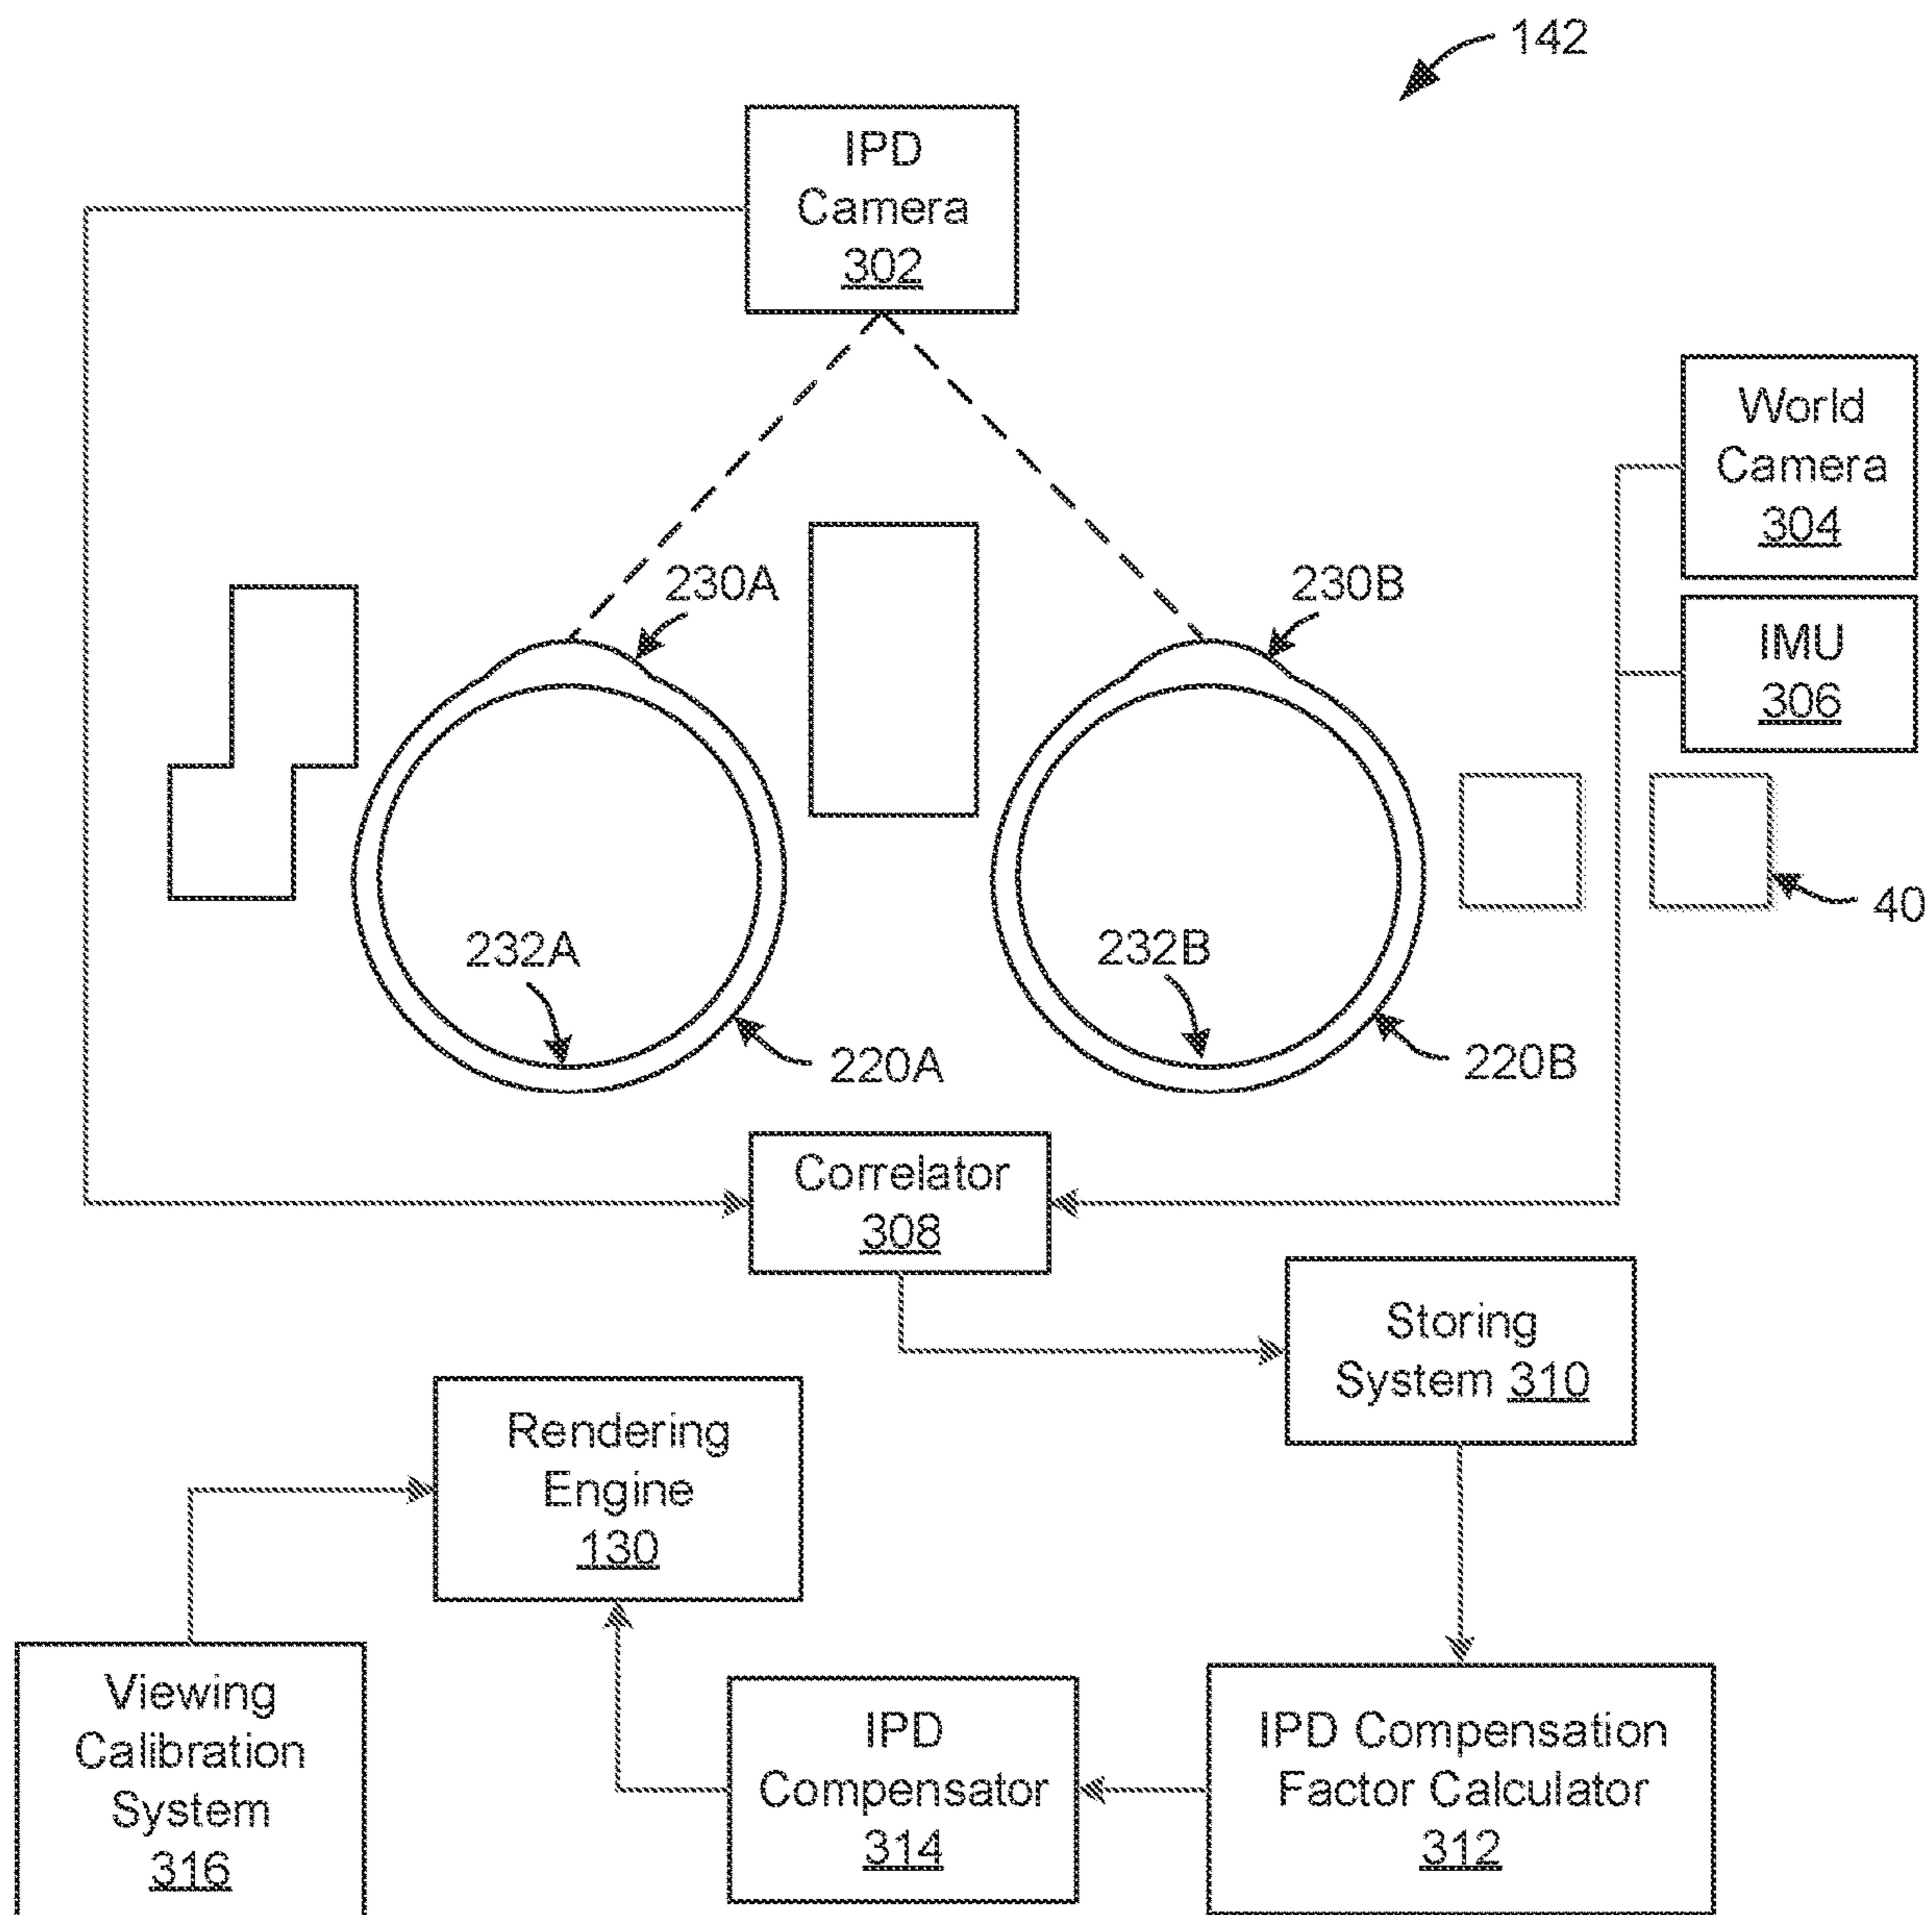 142
IPD
Camera
302
World
Camera
304
230A
230B
IMU
306
40
232A
232B
220A
220B
Correlator
308
Storing
System 310
Rendering
Engine
130
Viewing
Calibration
System
316
IPD
Compensator
314
IPD Compensation
Factor Calculator
312